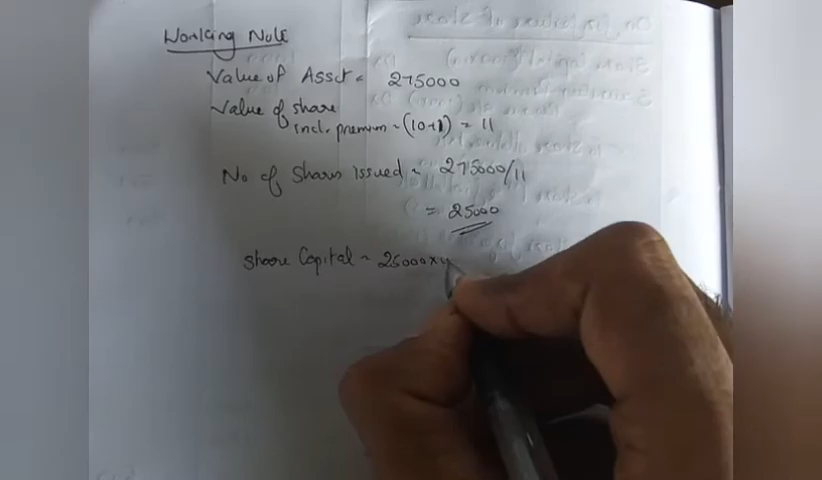 Working Note
Value of Asset = 275000
Value of share
incl. premium = (10+1) = 11
No of Shares issued = 275000/11
= 25000
Share Capital = 25000x